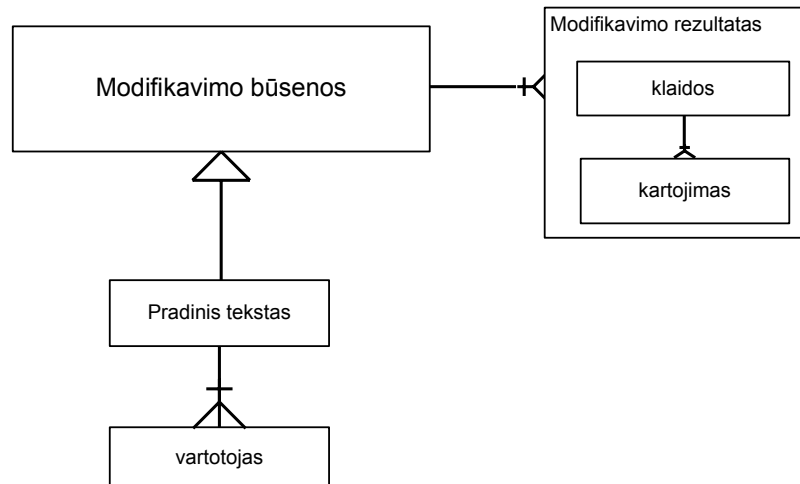 Modifikavimo rezultatas
Modifikavimo būsenos
klaidos
kartojimas
Pradinis tekstas
vartotojas